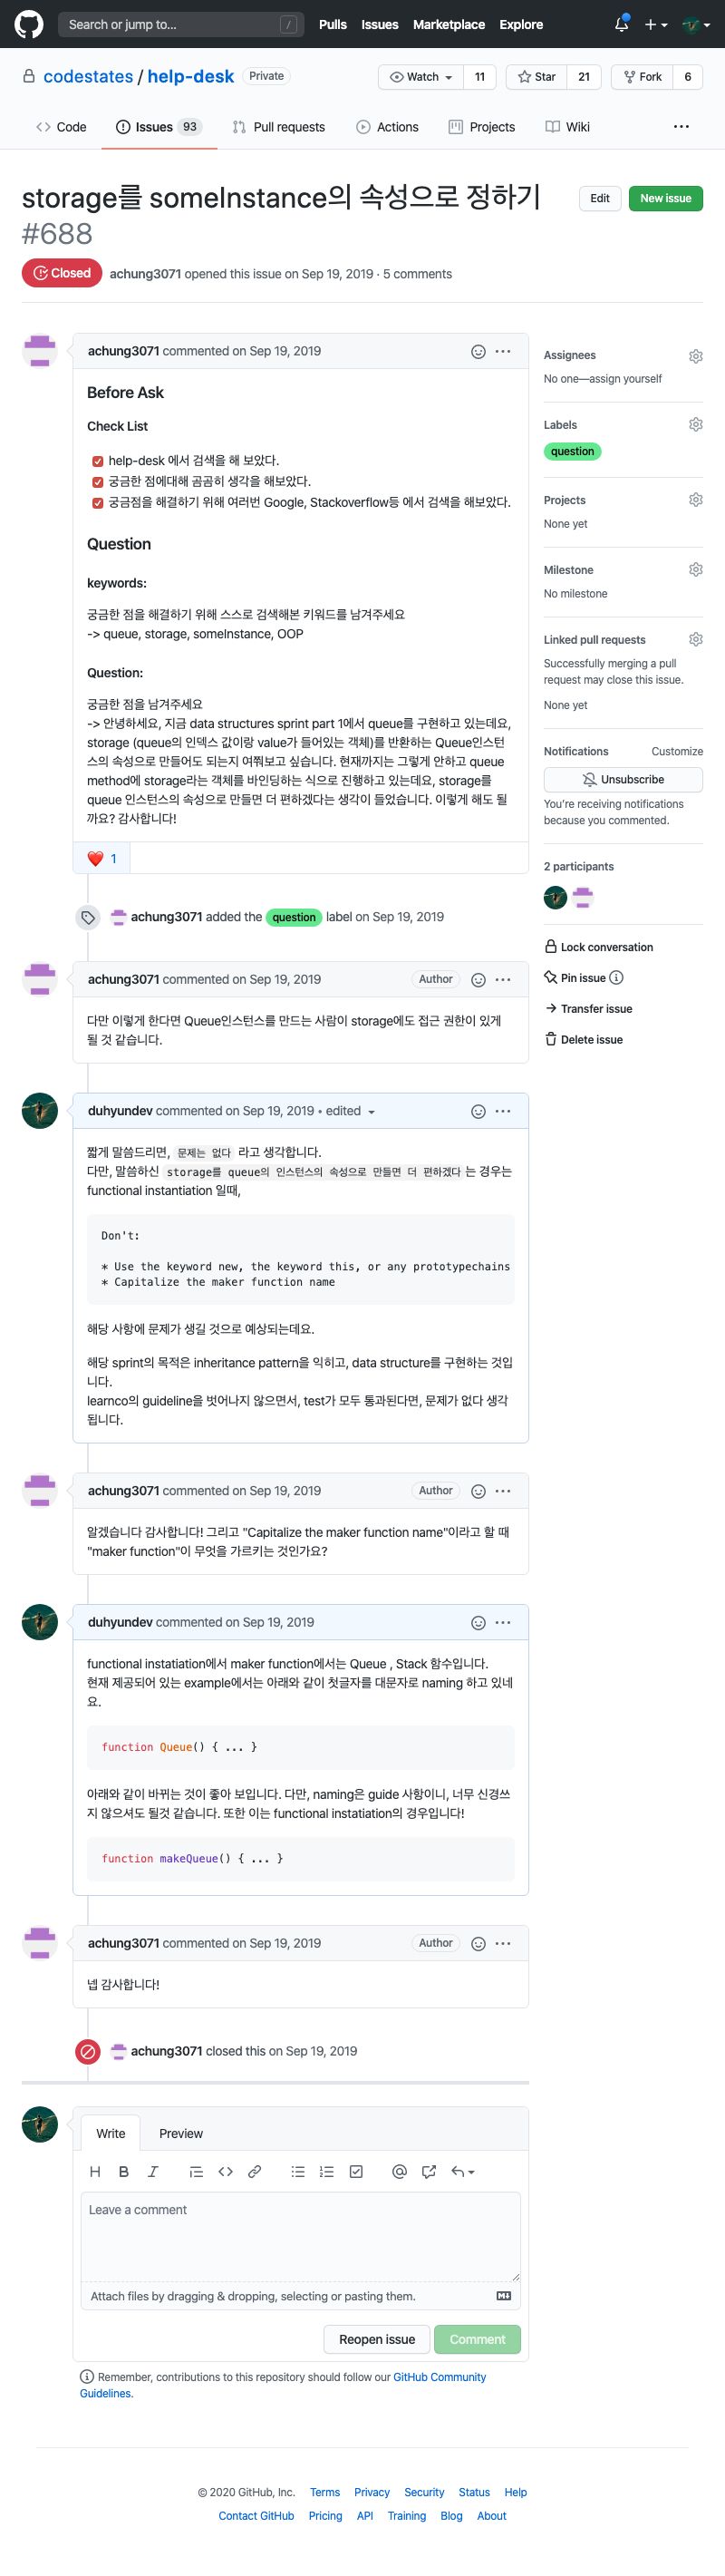 Search or jump to... /
Pulls Issues Marketplace Explore
codestates / help-desk Private
Watch 11 Star 21 Fork 6
Code Issues 93 Pull requests Actions Projects Wiki ...
storage를 someInstance의 속성으로 정하기
#688
Edit New issue
Closed achung3071 opened this issue on Sep 19, 2019 · 5 comments
achung3071 commented on Sep 19, 2019
Before Ask
Check List
help-desk 에서 검색을 해 보았다.
궁금한 점에대해 곰곰히 생각을 해보았다.
궁금점을 해결하기 위해 여러번 Google, Stackoverflow등 에서 검색을 해보았다.
Question
keywords:
궁금한 점을 해결하기 위해 스스로 검색해본 키워드를 남겨주세요
-> queue, storage, someInstance, OOP
Question:
궁금한 점을 남겨주세요
-> 안녕하세요, 지금 data structures sprint part 1에서 queue를 구현하고 있는데요,
storage (queue의 인덱스 값이랑 value가 들어있는 객체)를 반환하는 Queue인스턴
스의 속성으로 만들어도 되는지 여쭤보고 싶습니다. 현재까지는 그렇게 안하고 queue
method에 storage라는 객체를 바인딩하는 식으로 진행하고 있는데요, storage를
queue 인스턴스의 속성으로 만들면 더 편하겠다는 생각이 들었습니다. 이렇게 해도 될
까요? 감사합니다!
❤️ 1
achung3071 added the question label on Sep 19, 2019
achung3071 commented on Sep 19, 2019 Author
다만 이렇게 한다면 Queue인스턴스를 만드는 사람이 storage에도 접근 권한이 있게
될 것 같습니다.
duhyundev commented on Sep 19, 2019 • edited
짧게 말씀드리면, 문제는 없다 라고 생각합니다.
다만, 말씀하신 storage를 queue의 인스턴스의 속성으로 만들면 더 편하겠다 는 경우는
functional instantiation 일때,
Don't:
* Use the keyword new, the keyword this, or any prototypechains
* Capitalize the maker function name
해당 사항에 문제가 생길 것으로 예상되는데요.
해당 sprint의 목적은 inheritance pattern을 익히고, data structure를 구현하는 것입
니다.
learnco의 guideline을 벗어나지 않으면서, test가 모두 통과된다면, 문제가 없다 생각
됩니다.
achung3071 commented on Sep 19, 2019 Author
알겠습니다 감사합니다! 그리고 "Capitalize the maker function name"이라고 할 때
"maker function"이 무엇을 가르키는 것인가요?
duhyundev commented on Sep 19, 2019
functional instatiation에서 maker function에서는 Queue , Stack 함수입니다.
현재 제공되어 있는 example에서는 아래와 같이 첫글자를 대문자로 naming 하고 있네
요.
function Queue() { ... }
아래와 같이 바뀌는 것이 좋아 보입니다. 다만, naming은 guide 사항이니, 너무 신경쓰
지 않으셔도 될것 같습니다. 또한 이는 functional instatiation의 경우입니다!
function makeQueue() { ... }
achung3071 commented on Sep 19, 2019 Author
넵 감사합니다!
achung3071 closed this on Sep 19, 2019
Write Preview
H B I
Leave a comment
Attach files by dragging & dropping, selecting or pasting them.
Reopen issue Comment
Remember, contributions to this repository should follow our GitHub Community
Guidelines.
Assignees
No one—assign yourself
Labels
question
Projects
None yet
Milestone
No milestone
Linked pull requests
Successfully merging a pull
request may close this issue.
None yet
Notifications Customize
Unsubscribe
You're receiving notifications
because you commented.
2 participants
Lock conversation
Pin issue
Transfer issue
Delete issue
© 2020 GitHub, Inc. Terms Privacy Security Status Help
Contact GitHub Pricing API Training Blog About